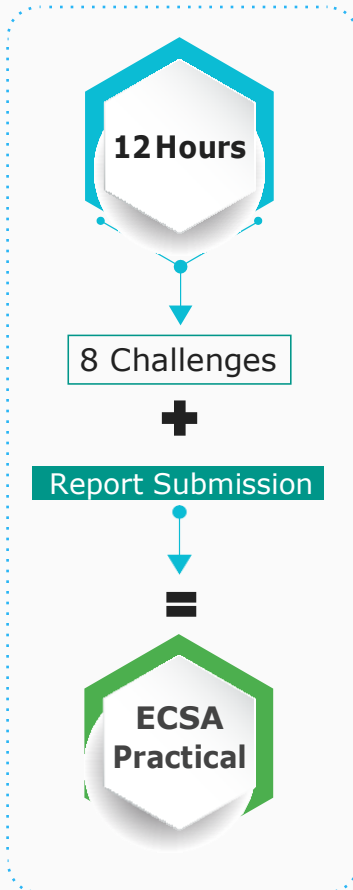 12 Hours
8 Challenges
+
Report Submission
=
ECSA
Practical